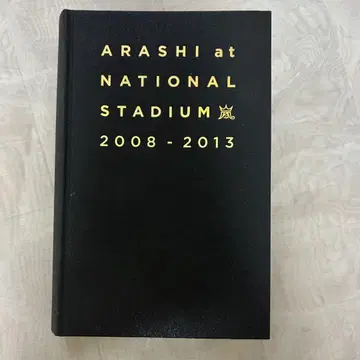 ARASHI at
NATIONAL
STADIUM 嵐
2008 - 2013